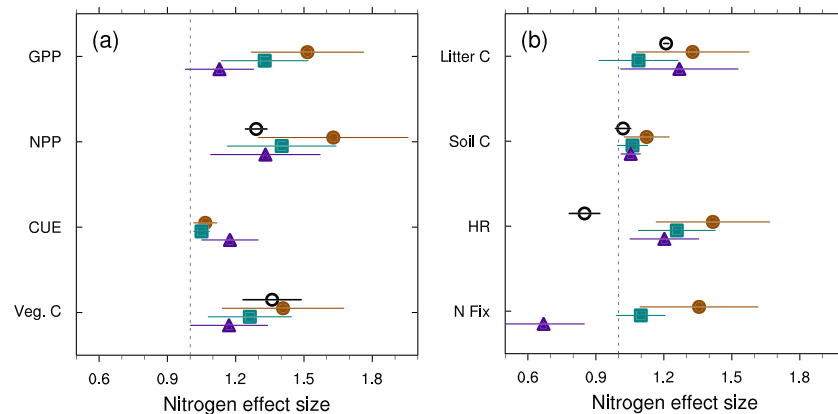 (a)
GPP
NPP
CUE
Veg. C
0.6 0.9 1.2 1.5 1.8
Nitrogen effect size
(b)
Litter C
Soil C
HR
N Fix
0.6 0.9 1.2 1.5 1.8
Nitrogen effect size